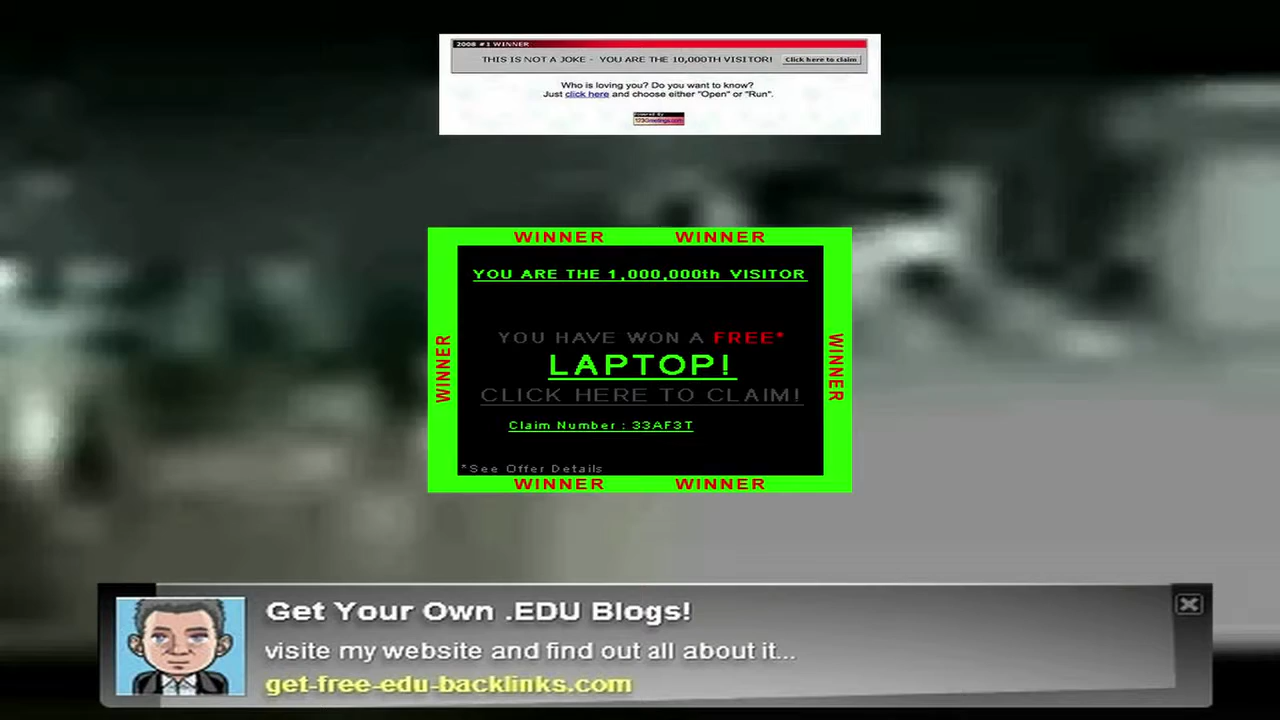 2008 #1 WINNER
THIS IS NOT A JOKE - YOU ARE THE 10,000TH VISITOR! Click here to claim
Who is loving you? Do you want to know?
Just click here and choose either "Open" or "Run".
Powered By
123Greetings.com
WINNER WINNER
YOU ARE THE 1,000,000th VISITOR
WINNER
YOU HAVE WON A FREE*
LAPTOP!
CLICK HERE TO CLAIM!
WINNER
Claim Number : 33AF3T
*See Offer Details
WINNER WINNER
Get Your Own .EDU Blogs!
visite my website and find out all about it...
get-free-edu-backlinks.com